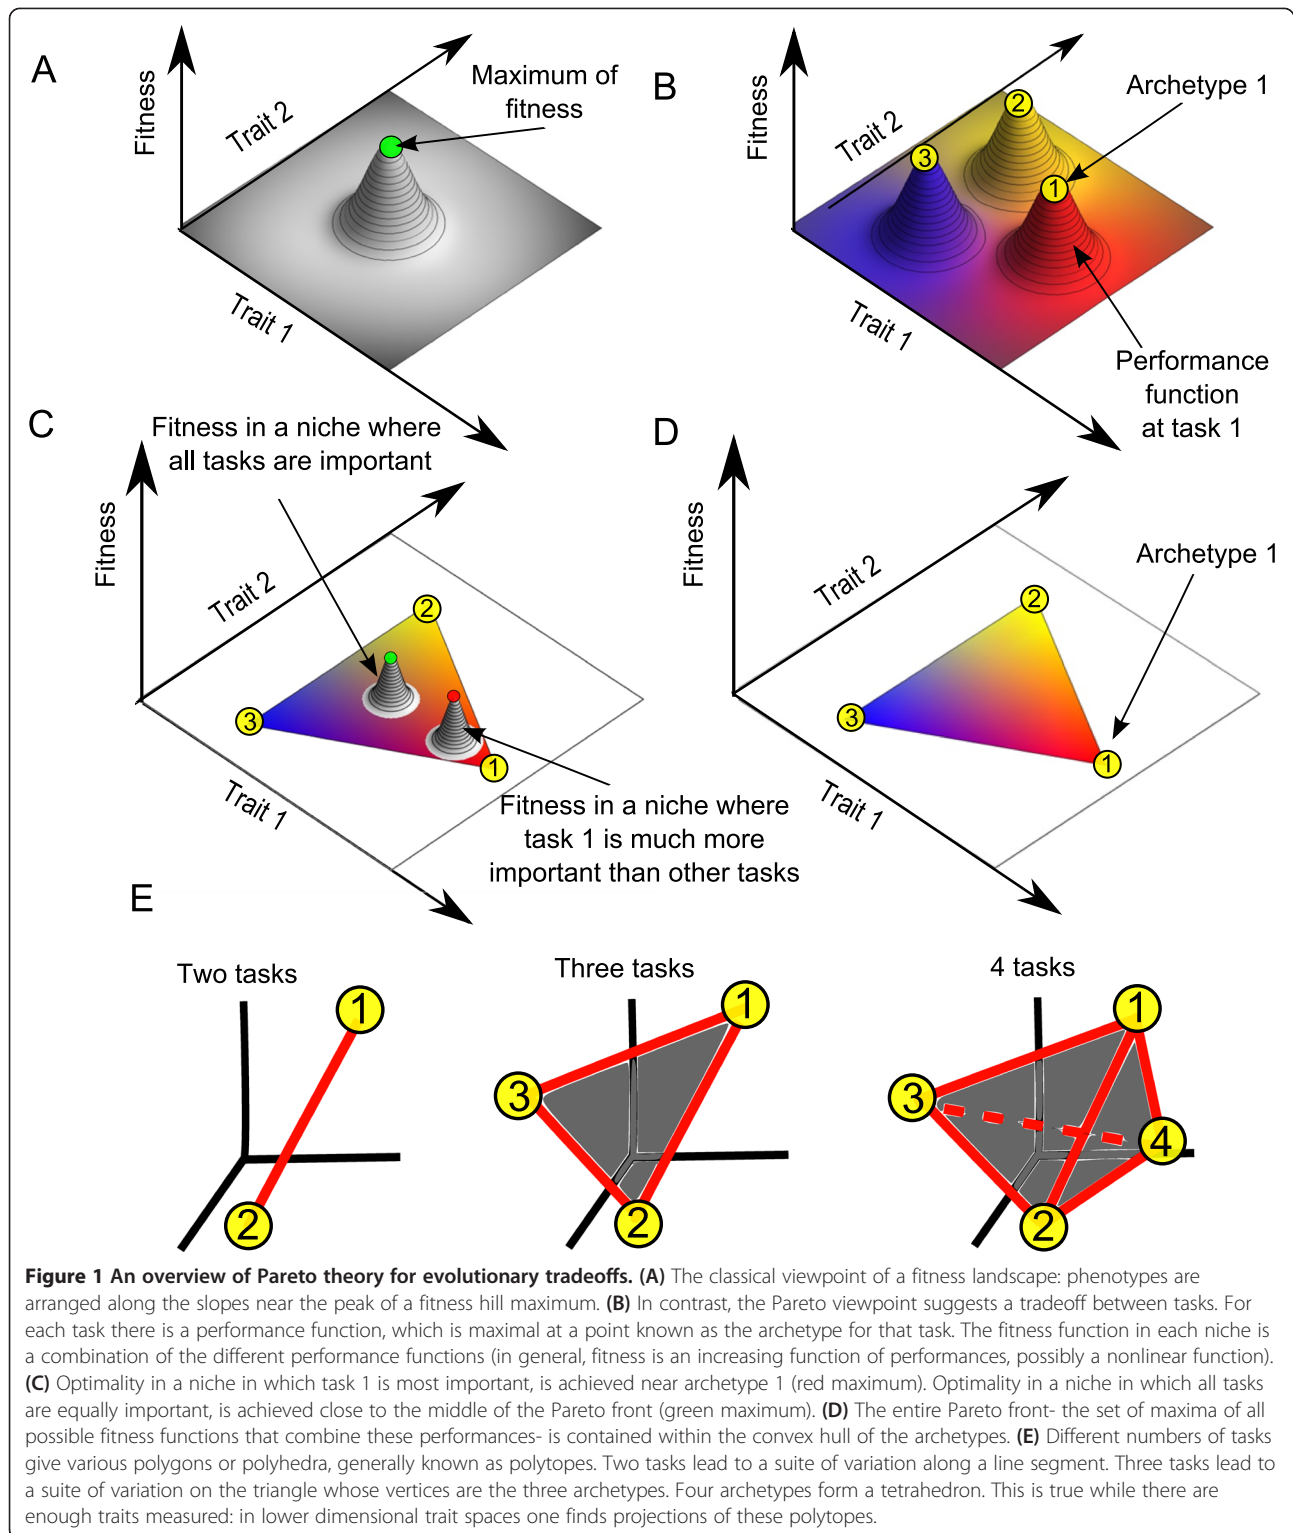 A
Fitness
Trait 2
Maximum of
fitness
Trait 1
B
Fitness
Trait 2
2
3
1
Archetype 1
Trait 1
Performance
function
at task 1
C
Fitness in a niche where
all tasks are important
Fitness
Trait 2
2
3
1
Trait 1
Fitness in a niche where
task 1 is much more
important than other tasks
D
Fitness
Trait 2
Archetype 1
2
3
1
Trait 1
E
Two tasks
1
2
Three tasks
1
3
2
4 tasks
1
3
4
2
Figure 1 An overview of Pareto theory for evolutionary tradeoffs. (A) The classical viewpoint of a fitness landscape: phenotypes are
arranged along the slopes near the peak of a fitness hill maximum. (B) In contrast, the Pareto viewpoint suggests a tradeoff between tasks. For
each task there is a performance function, which is maximal at a point known as the archetype for that task. The fitness function in each niche is
a combination of the different performance functions (in general, fitness is an increasing function of performances, possibly a nonlinear function).
(C) Optimality in a niche in which task 1 is most important, is achieved near archetype 1 (red maximum). Optimality in a niche in which all tasks
are equally important, is achieved close to the middle of the Pareto front (green maximum). (D) The entire Pareto front- the set of maxima of all
possible fitness functions that combine these performances- is contained within the convex hull of the archetypes. (E) Different numbers of tasks
give various polygons or polyhedra, generally known as polytopes. Two tasks lead to a suite of variation along a line segment. Three tasks lead to
a suite of variation on the triangle whose vertices are the three archetypes. Four archetypes form a tetrahedron. This is true while there are
enough traits measured: in lower dimensional trait spaces one finds projections of these polytopes.